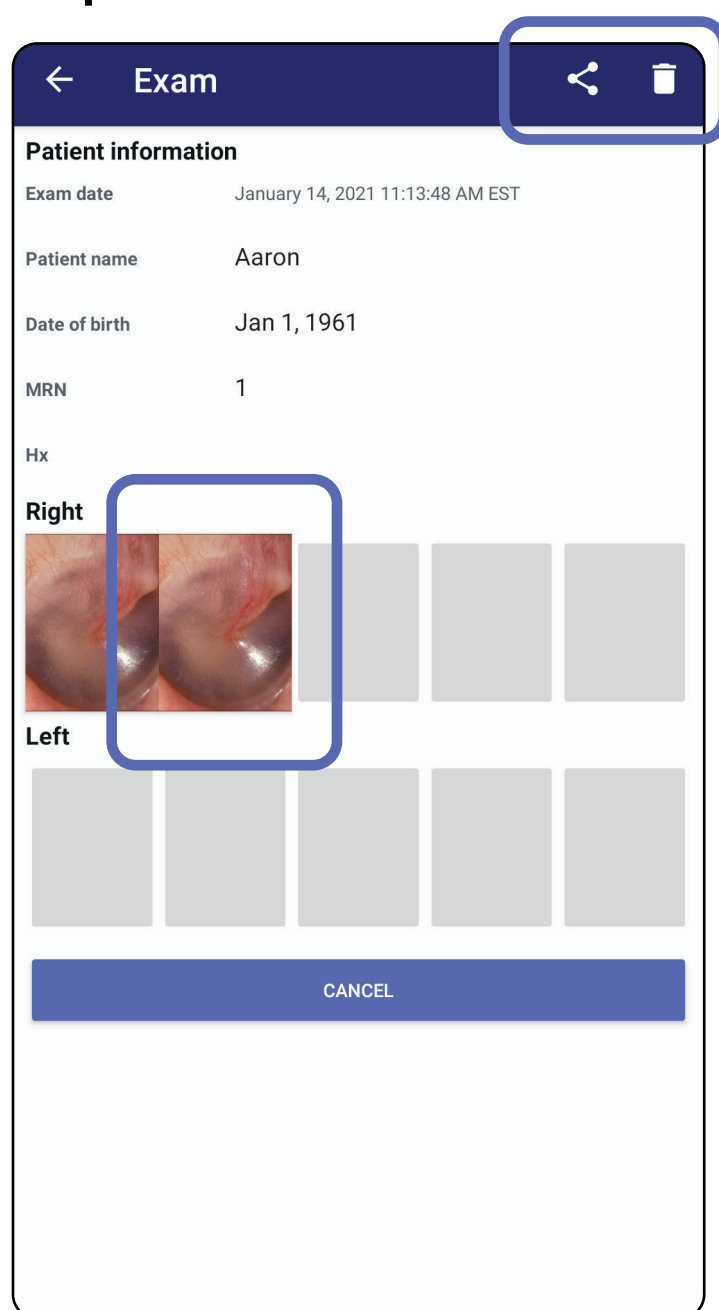 Exam
Patient information
Exam date January 14, 2021 11:13:48 AM EST
Patient name Aaron
Date of birth Jan 1, 1961
MRN 1
Hx
Right
Left
CANCEL